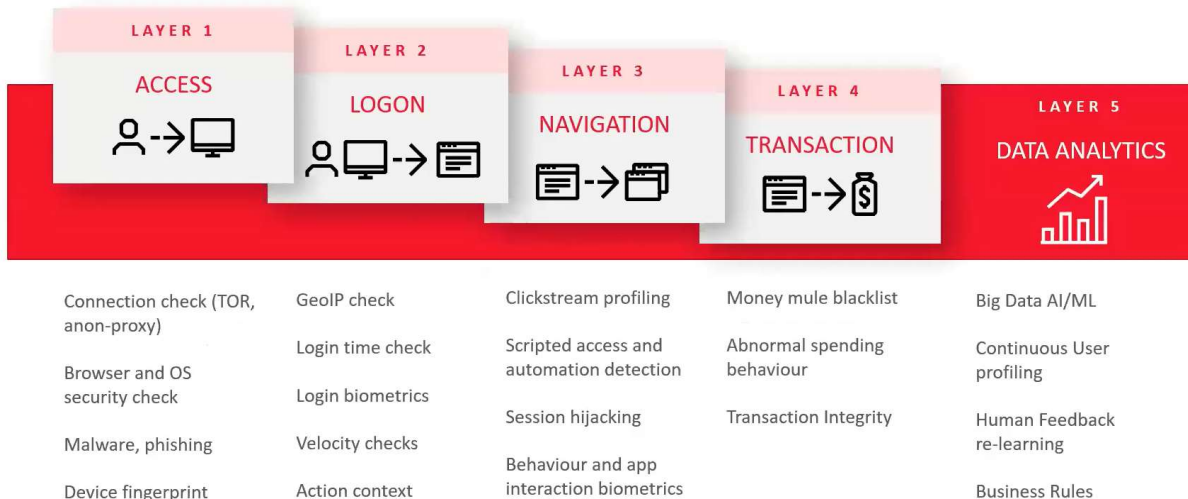 LAYER 1
ACCESS
LAYER 2
LOGON
LAYER 3
NAVIGATION
LAYER 4
TRANSACTION
$
LAYER 5
DATA ANALYTICS
Connection check (TOR,
anon-proxy)
Browser and OS
security check
Malware, phishing
Device fingerprint
GeoIP check
Login time check
Login biometrics
Velocity checks
Action context
Clickstream profiling
Scripted access and
automation detection
Session hijacking
Behaviour and app
interaction biometrics
Money mule blacklist
Abnormal spending
behaviour
Transaction Integrity
Big Data AI/ML
Continuous User
profiling
Human Feedback
re-learning
Business Rules